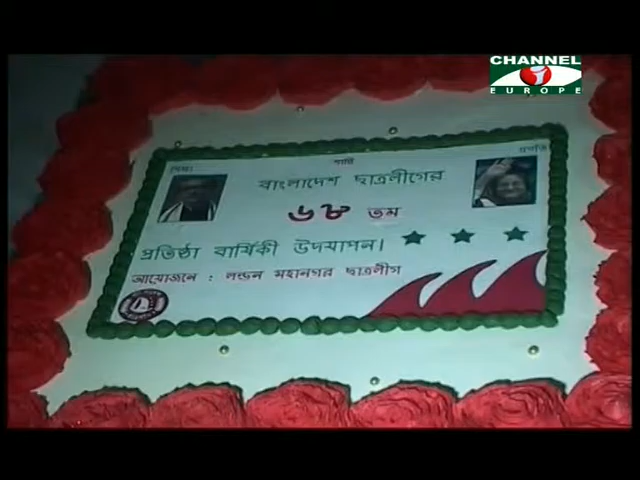 CHANNEL
i
EUROPE
বাংলাদেশ ছাত্রলীগের
৬৮ তম
প্রতিষ্ঠা বার্ষিকী উদযাপন।
আয়োজনে : লন্ডন মহানগর ছাত্রলীগ